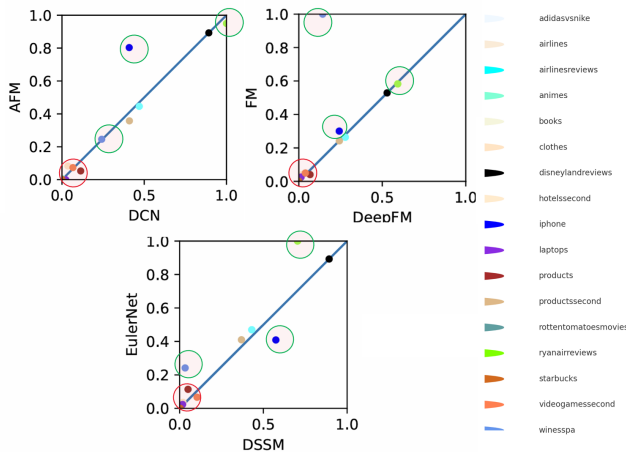 1.0
0.8
0.6
0.4
0.2
0.0
AFM
0.0
0.5
1.0
DCN
1.0
0.8
0.6
0.4
0.2
0.0
FM
0.0
0.5
1.0
DeepFM
1.0
0.8
0.6
0.4
0.2
0.0
EulerNet
0.0
0.5
1.0
DSSM
adidasvsnike
airlines
airlinesreviews
animes
books
clothes
disneylandreviews
hotelssecond
iphone
laptops
products
productssecond
rottentomatoesmovies
ryanairreviews
starbucks
videogamessecond
winesspa